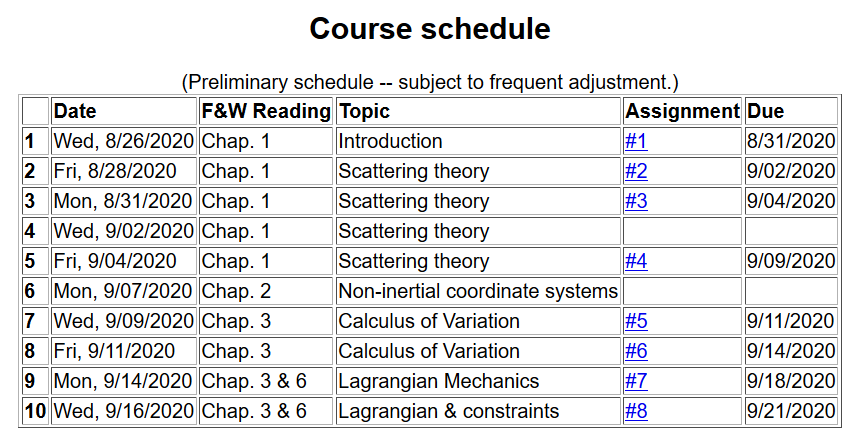 Course schedule
(Preliminary schedule -- subject to frequent adjustment.)
Date F&W Reading Topic Assignment Due
1 Wed, 8/26/2020 Chap. 1 Introduction #1 8/31/2020
2 Fri, 8/28/2020 Chap. 1 Scattering theory #2 9/02/2020
3 Mon, 8/31/2020 Chap. 1 Scattering theory #3 9/04/2020
4 Wed, 9/02/2020 Chap. 1 Scattering theory
5 Fri, 9/04/2020 Chap. 1 Scattering theory #4 9/09/2020
6 Mon, 9/07/2020 Chap. 2 Non-inertial coordinate systems
7 Wed, 9/09/2020 Chap. 3 Calculus of Variation #5 9/11/2020
8 Fri, 9/11/2020 Chap. 3 Calculus of Variation #6 9/14/2020
9 Mon, 9/14/2020 Chap. 3 & 6 Lagrangian Mechanics #7 9/18/2020
10 Wed, 9/16/2020 Chap. 3 & 6 Lagrangian & constraints #8 9/21/2020